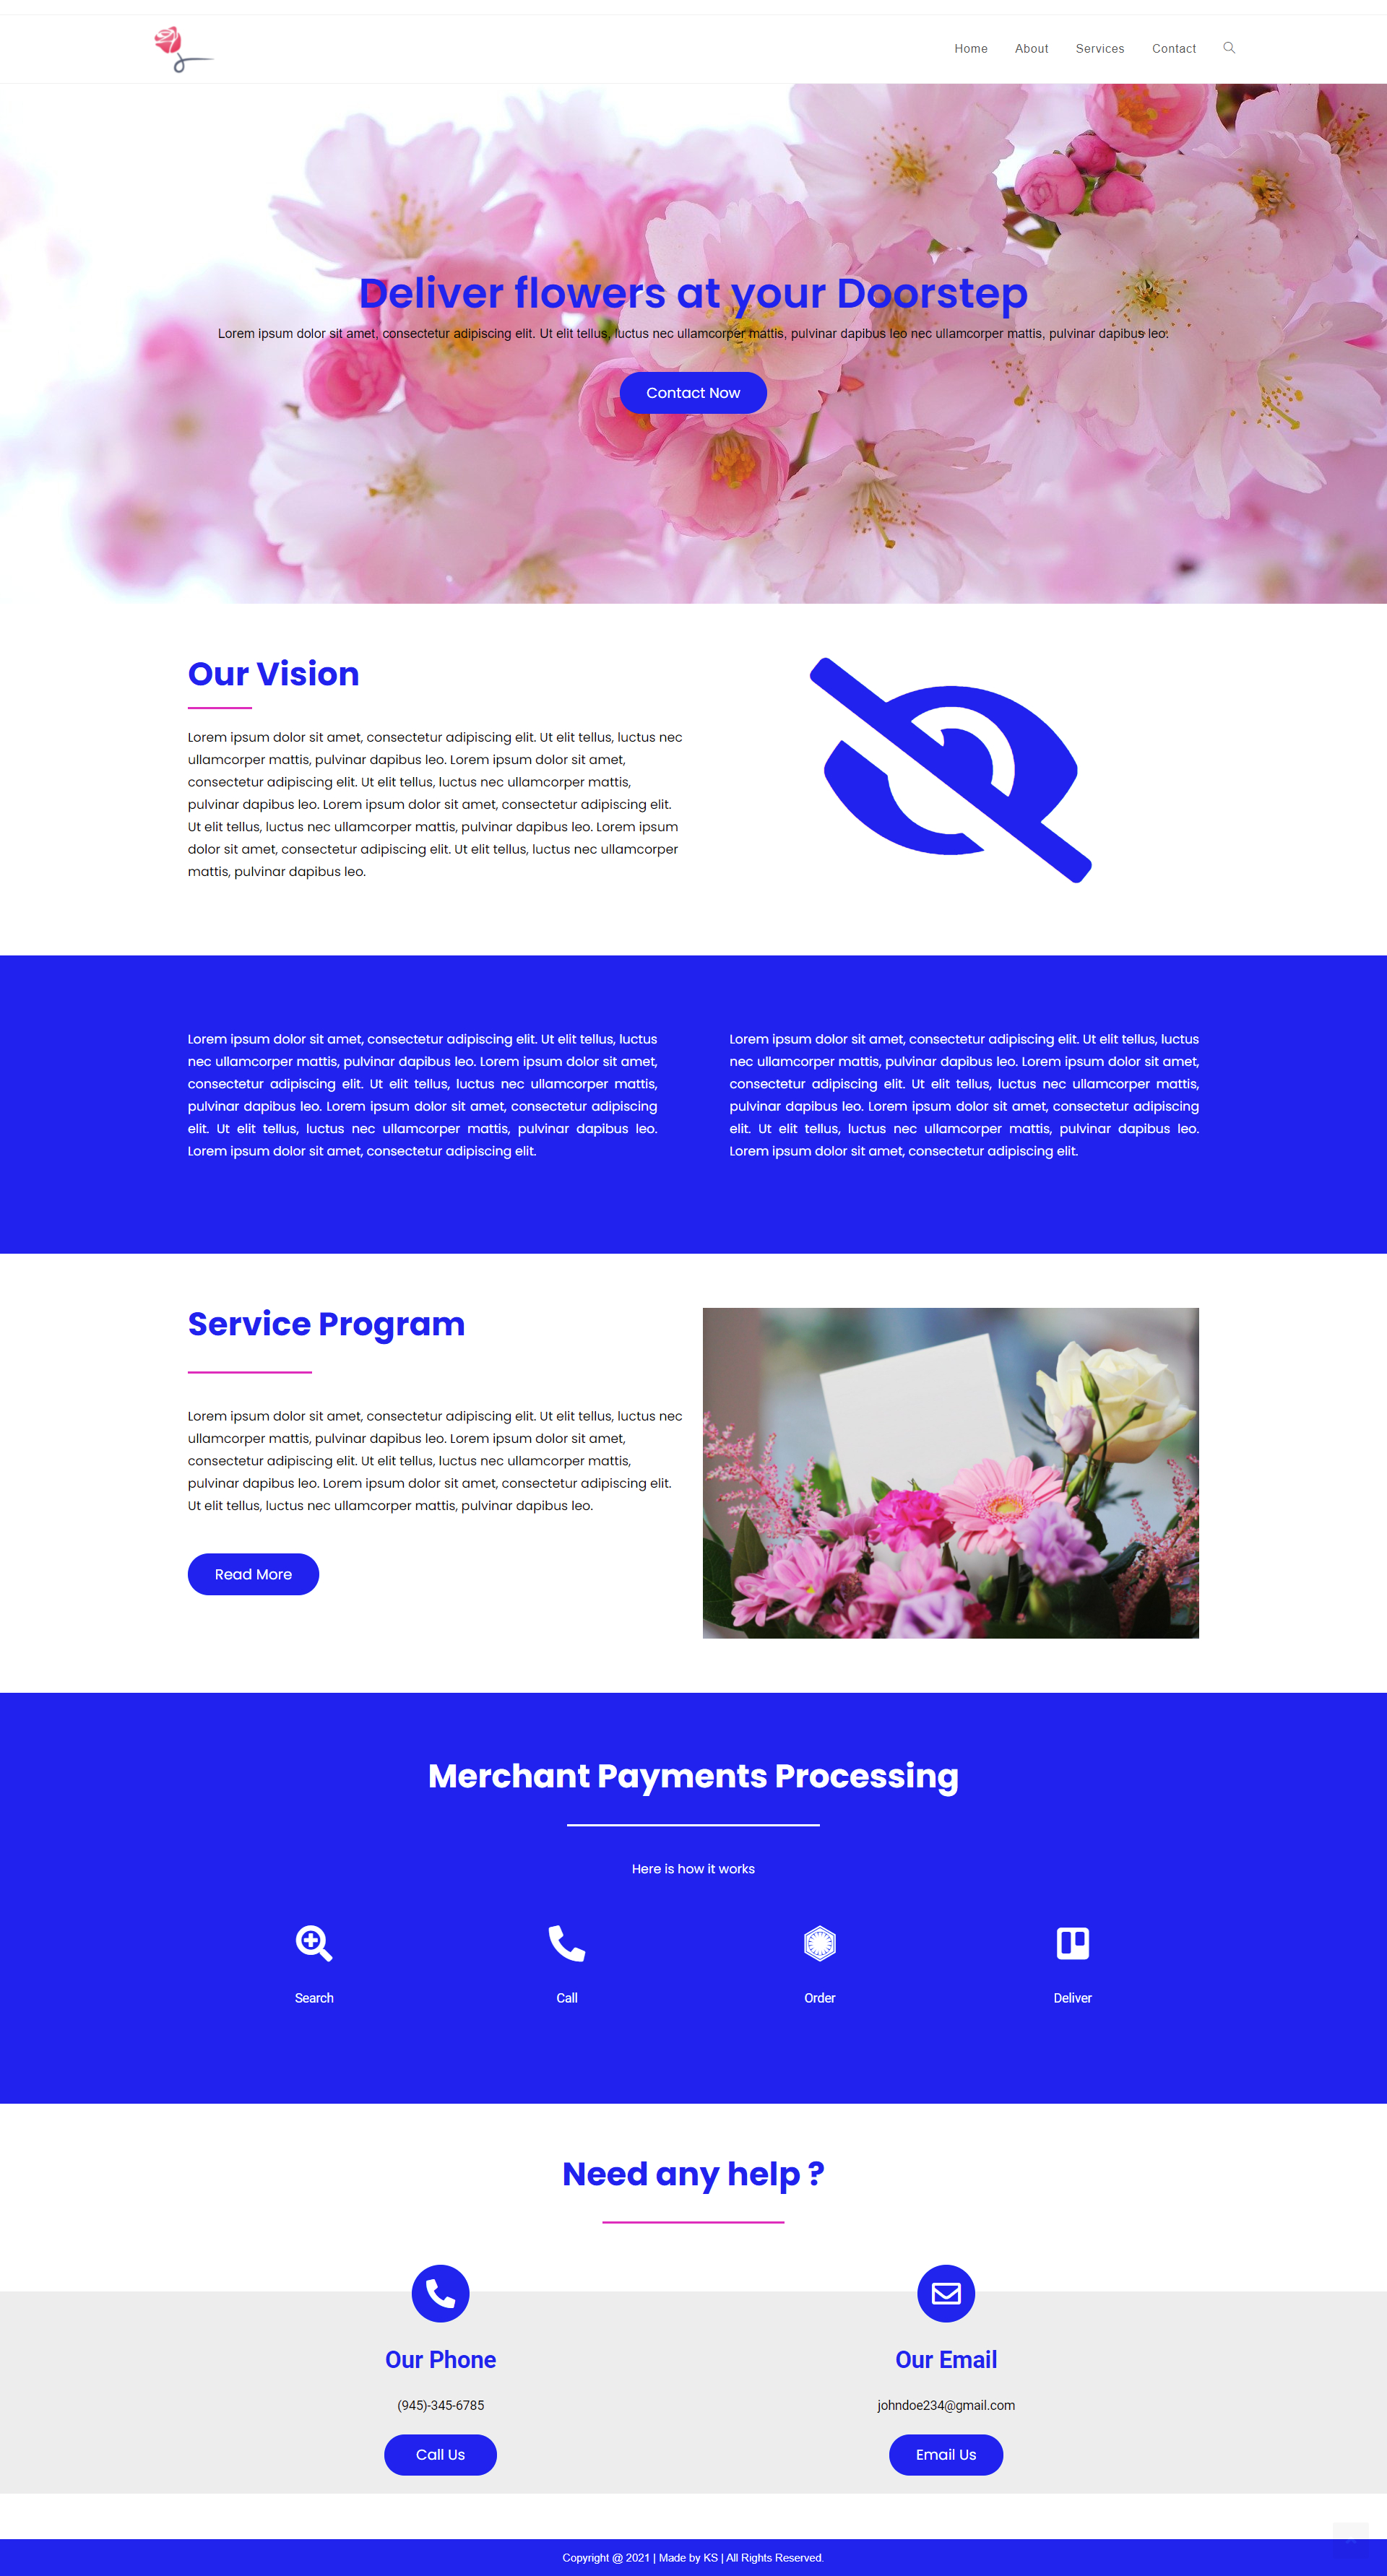 Home About Services Contact
Deliver flowers at your Doorstep
Lorem ipsum dolor sit amet, consectetur adipiscing elit. Ut elit tellus, luctus nec ullamcorper mattis, pulvinar dapibus leo nec ullamcorper mattis, pulvinar dapibus leo.
Contact Now
Our Vision
Lorem ipsum dolor sit amet, consectetur adipiscing elit. Ut elit tellus, luctus nec
ullamcorper mattis, pulvinar dapibus leo. Lorem ipsum dolor sit amet,
consectetur adipiscing elit. Ut elit tellus, luctus nec ullamcorper mattis,
pulvinar dapibus leo. Lorem ipsum dolor sit amet, consectetur adipiscing elit.
Ut elit tellus, luctus nec ullamcorper mattis, pulvinar dapibus leo. Lorem ipsum
dolor sit amet, consectetur adipiscing elit. Ut elit tellus, luctus nec ullamcorper
mattis, pulvinar dapibus leo.
Lorem ipsum dolor sit amet, consectetur adipiscing elit. Ut elit tellus, luctus
nec ullamcorper mattis, pulvinar dapibus leo. Lorem ipsum dolor sit amet,
consectetur adipiscing elit. Ut elit tellus, luctus nec ullamcorper mattis,
pulvinar dapibus leo. Lorem ipsum dolor sit amet, consectetur adipiscing
elit. Ut elit tellus, luctus nec ullamcorper mattis, pulvinar dapibus leo.
Lorem ipsum dolor sit amet, consectetur adipiscing elit.
Lorem ipsum dolor sit amet, consectetur adipiscing elit. Ut elit tellus, luctus
nec ullamcorper mattis, pulvinar dapibus leo. Lorem ipsum dolor sit amet,
consectetur adipiscing elit. Ut elit tellus, luctus nec ullamcorper mattis,
pulvinar dapibus leo. Lorem ipsum dolor sit amet, consectetur adipiscing
elit. Ut elit tellus, luctus nec ullamcorper mattis, pulvinar dapibus leo.
Lorem ipsum dolor sit amet, consectetur adipiscing elit.
Service Program
Lorem ipsum dolor sit amet, consectetur adipiscing elit. Ut elit tellus, luctus nec
ullamcorper mattis, pulvinar dapibus leo. Lorem ipsum dolor sit amet,
consectetur adipiscing elit. Ut elit tellus, luctus nec ullamcorper mattis,
pulvinar dapibus leo. Lorem ipsum dolor sit amet, consectetur adipiscing elit.
Ut elit tellus, luctus nec ullamcorper mattis, pulvinar dapibus leo.
Read More
Merchant Payments Processing
Here is how it works
Search
Call
Order
Deliver
Need any help ?
Our Phone
(945)-345-6785
Call Us
Our Email
johndoe234@gmail.com
Email Us
Copyright @ 2021 | Made by KS | All Rights Reserved.